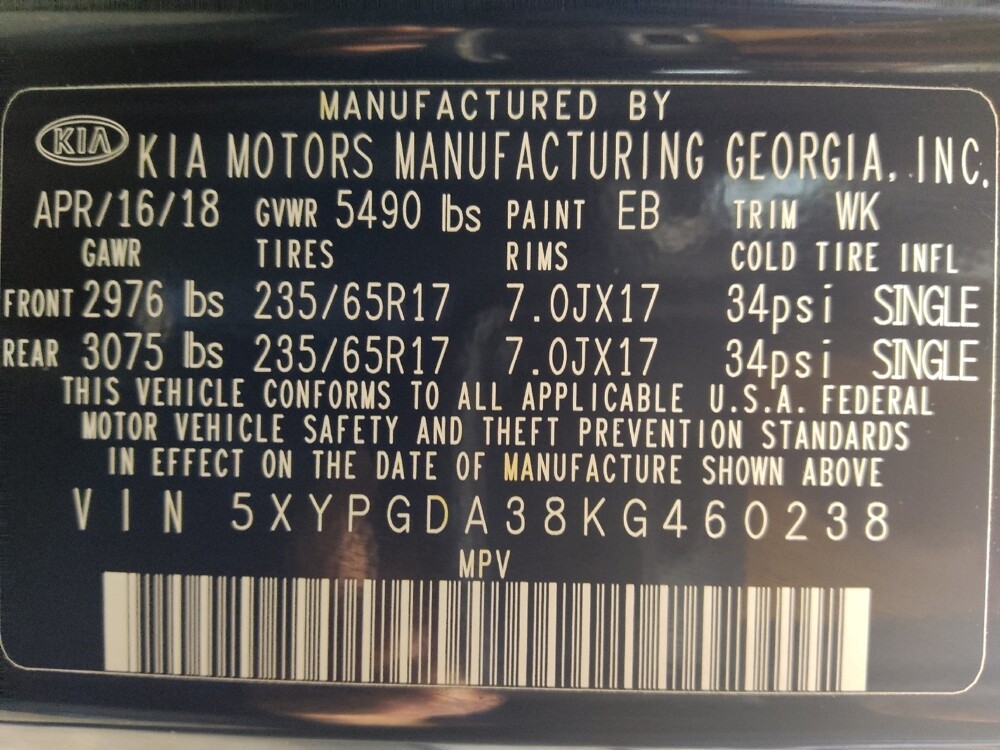 MANUFACTURED BY
KIA KIA MOTORS MANUFACTURING GEORGIA, INC.
APR/16/18 GVWR 5490 lbs PAINT EB TRIM WK
GAWR TIRES RIMS COLD TIRE INFL
FRONT 2976 lbs 235/65R17 7.0JX17 34psi SINGLE
REAR 3075 lbs 235/65R17 7.0JX17 34psi SINGLE
THIS VEHICLE CONFORMS TO ALL APPLICABLE U.S.A. FEDERAL
MOTOR VEHICLE SAFETY AND THEFT PREVENTION STANDARDS
IN EFFECT ON THE DATE OF MANUFACTURE SHOWN ABOVE
VIN 5XYPGDA38KG460238
MPV